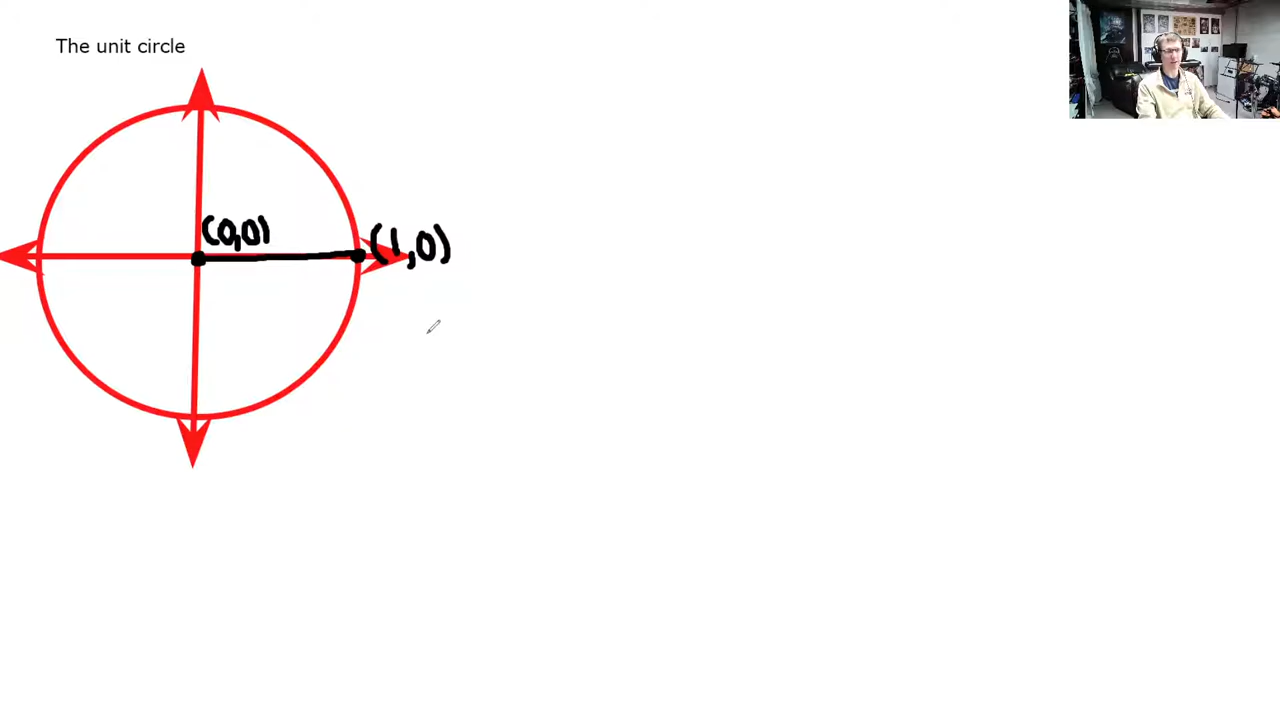 The unit circle
(0,0)
(1,0)